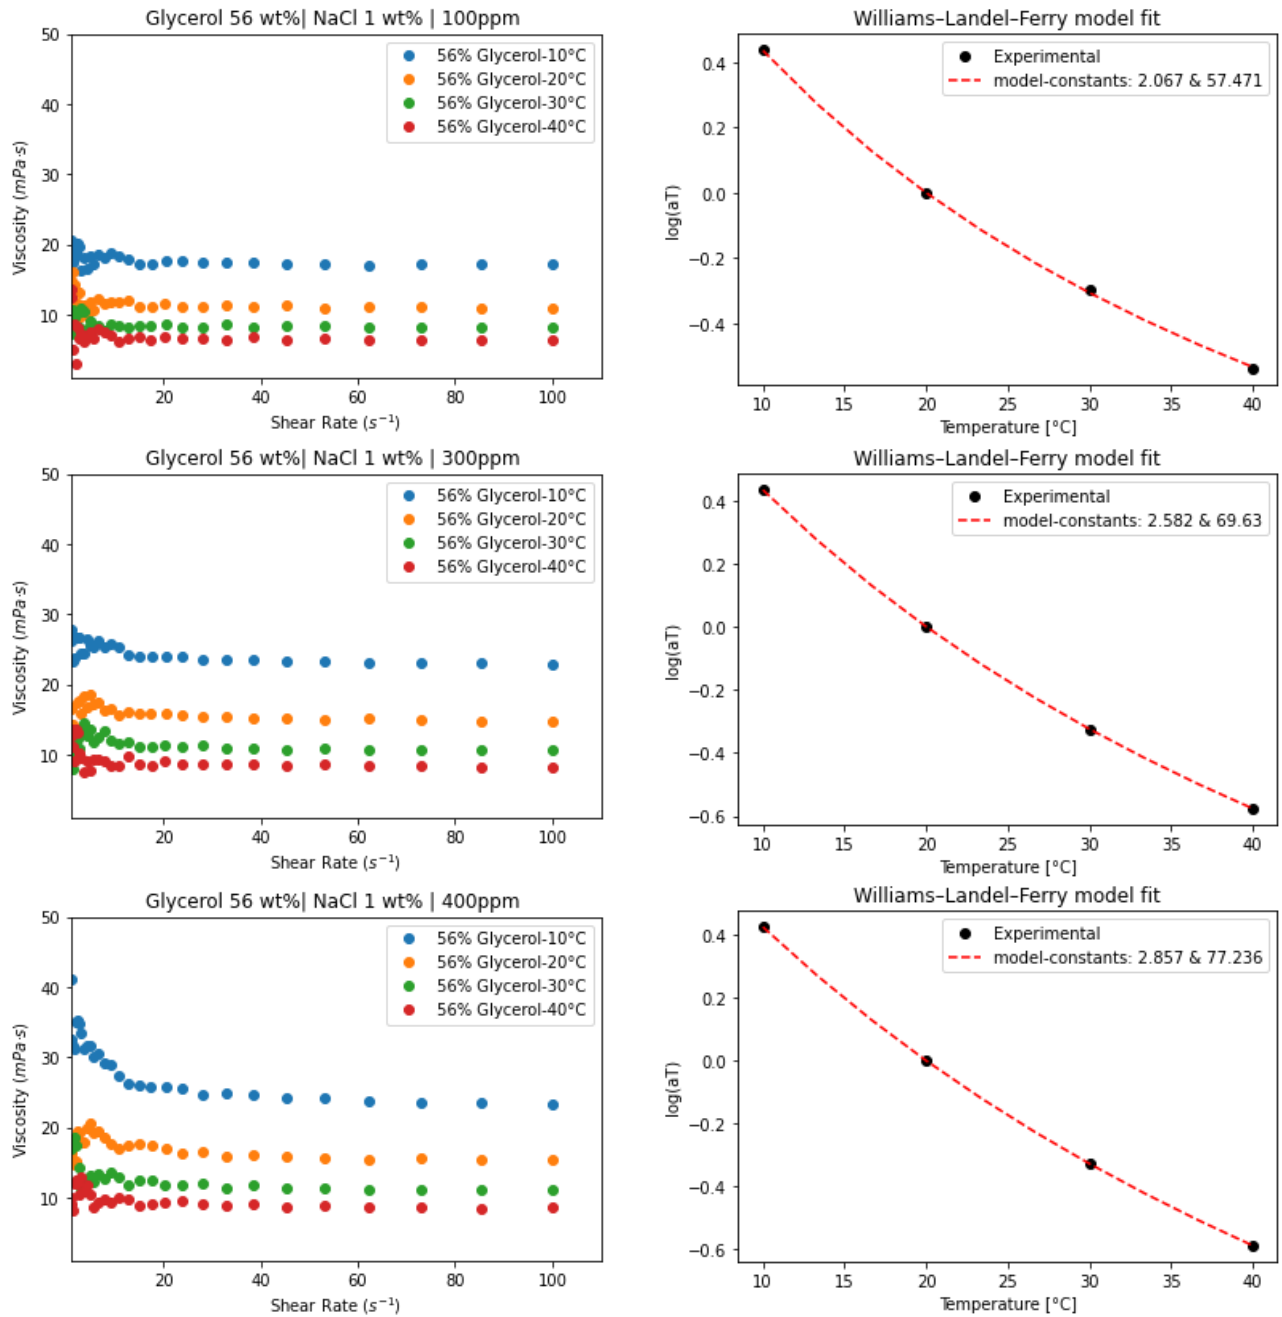 Glycerol 56 wt%| NaCl 1 wt% | 100ppm
Viscosity (mPa·s)
50
40
30
20
10
56% Glycerol-10°C
56% Glycerol-20°C
56% Glycerol-30°C
56% Glycerol-40°C
20 40 60 80 100
Shear Rate (s⁻¹)
Williams–Landel–Ferry model fit
log(aT)
0.4
0.2
0.0
−0.2
−0.4
Experimental
model-constants: 2.067 & 57.471
10 15 20 25 30 35 40
Temperature [°C]
Glycerol 56 wt%| NaCl 1 wt% | 300ppm
Viscosity (mPa·s)
50
40
30
20
10
56% Glycerol-10°C
56% Glycerol-20°C
56% Glycerol-30°C
56% Glycerol-40°C
20 40 60 80 100
Shear Rate (s⁻¹)
Williams–Landel–Ferry model fit
log(aT)
0.4
0.2
0.0
−0.2
−0.4
−0.6
Experimental
model-constants: 2.582 & 69.63
10 15 20 25 30 35 40
Temperature [°C]
Glycerol 56 wt%| NaCl 1 wt% | 400ppm
Viscosity (mPa·s)
50
40
30
20
10
56% Glycerol-10°C
56% Glycerol-20°C
56% Glycerol-30°C
56% Glycerol-40°C
20 40 60 80 100
Shear Rate (s⁻¹)
Williams–Landel–Ferry model fit
log(aT)
0.4
0.2
0.0
−0.2
−0.4
−0.6
Experimental
model-constants: 2.857 & 77.236
10 15 20 25 30 35 40
Temperature [°C]